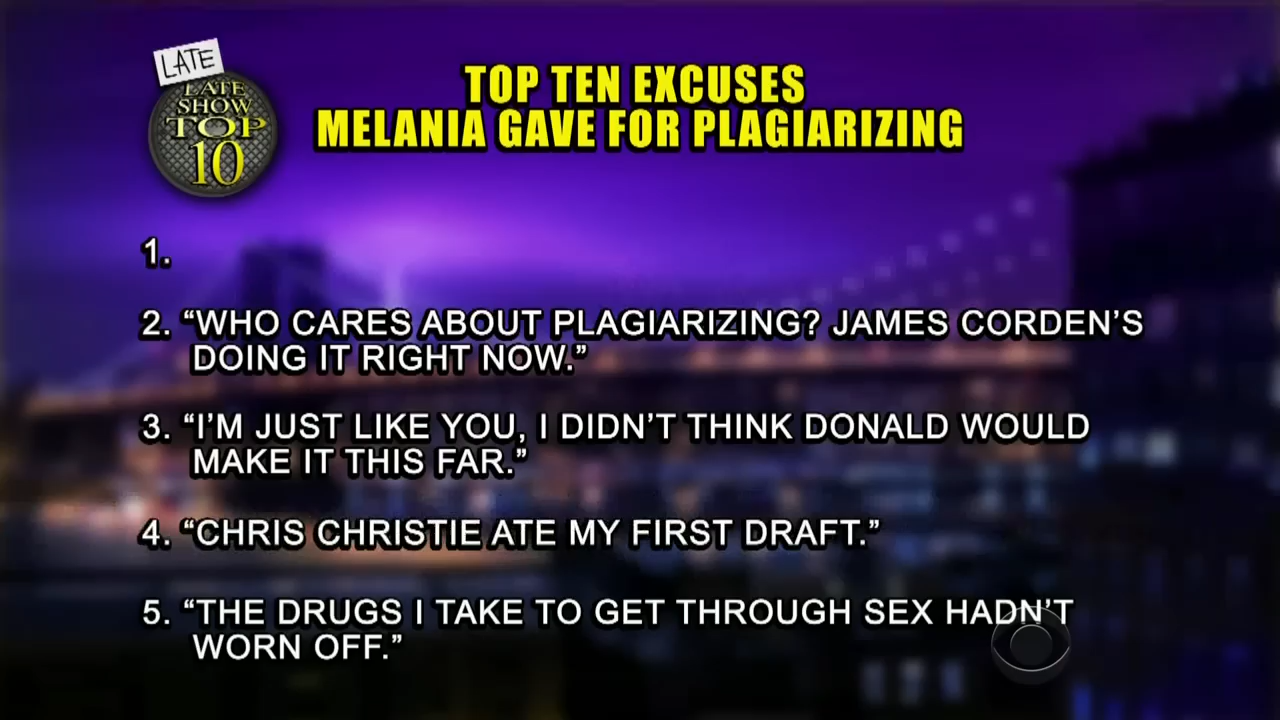 LATE
LATE
SHOW
TOP
10
TOP TEN EXCUSES
MELANIA GAVE FOR PLAGIARIZING
1.
2. “WHO CARES ABOUT PLAGIARIZING? JAMES CORDEN’S
DOING IT RIGHT NOW.”
3. “I’M JUST LIKE YOU, I DIDN’T THINK DONALD WOULD
MAKE IT THIS FAR.”
4. “CHRIS CHRISTIE ATE MY FIRST DRAFT.”
5. “THE DRUGS I TAKE TO GET THROUGH SEX HADN’T
WORN OFF.”